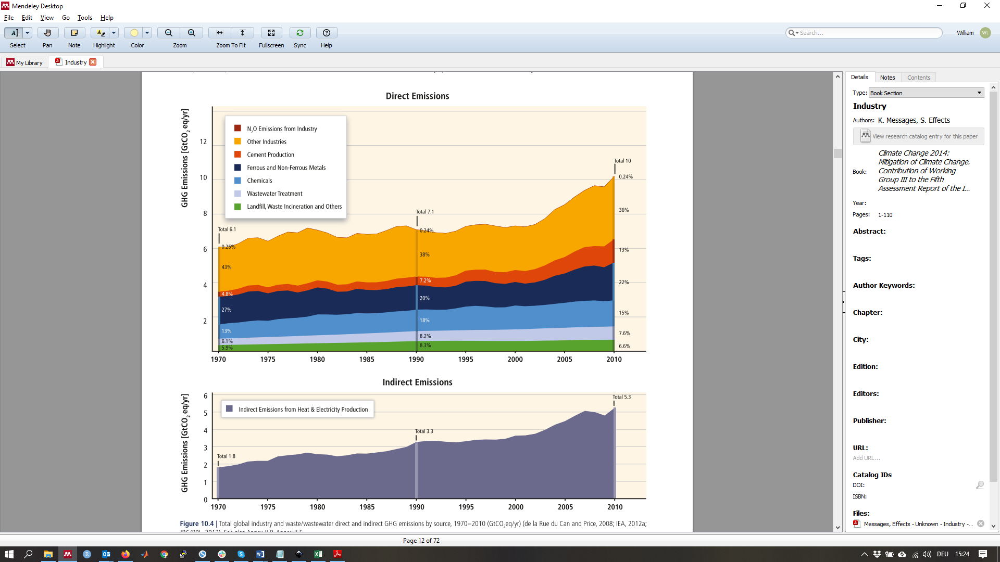 Mendeley Desktop
File Edit View Go Tools Help
Select Pan Note Highlight Color Zoom Zoom To Fit Fullscreen Sync Help
Search...
William WL
My Library Industry
Direct Emissions
GHG Emissions [GtCO2 eq/yr]
12
10
8
6
4
2
N2O Emissions from Industry
Other Industries
Cement Production
Ferrous and Non-Ferrous Metals
Chemicals
Wastewater Treatment
Landfill, Waste Incineration and Others
Total 6.1
0.26%
43%
4.8%
27%
13%
6.1%
5.9%
Total 7.1
0.24%
38%
7.2%
20%
18%
8.2%
8.3%
Total 10
0.24%
36%
13%
22%
15%
7.6%
6.6%
1970 1975 1980 1985 1990 1995 2000 2005 2010
Indirect Emissions
GHG Emissions [GtCO2 eq/yr]
6
5
4
3
2
1
0
Indirect Emissions from Heat & Electricity Production
Total 1.8
Total 3.3
Total 5.3
1970 1975 1980 1985 1990 1995 2000 2005 2010
Figure 10.4 | Total global industry and waste/wastewater direct and indirect GHG emissions by source, 1970–2010 (GtCO2eq/yr) (de la Rue du Can and Price, 2008; IEA, 2012a;
Page 12 of 72
Details Notes Contents
Type: Book Section
Industry
Authors: K. Messages, S. Effects
View research catalog entry for this paper
Book: Climate Change 2014:
Mitigation of Climate Change.
Contribution of Working
Group III to the Fifth
Assessment Report of the I...
Year:
Pages: 1-110
Abstract:
Tags:
Author Keywords:
Chapter:
City:
Edition:
Editors:
Publisher:
URL:
Add URL...
Catalog IDs
DOI:
ISBN:
Files:
Messages, Effects - Unknown - Industry -...
DEU 15:24